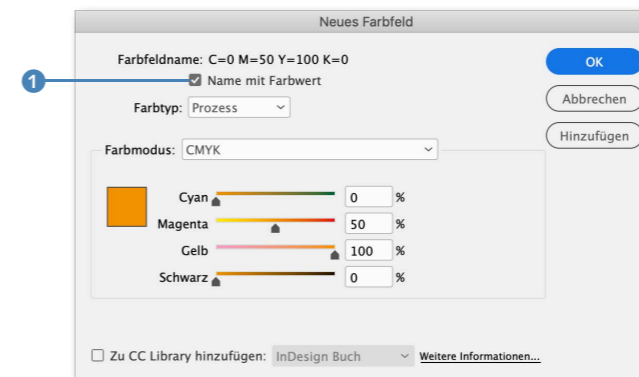 Neues Farbfeld
Farbfeldname: C=0 M=50 Y=100 K=0
OK
1
Name mit Farbwert
Farbtyp: Prozess
Abbrechen
Farbmodus: CMYK
Hinzufügen
Cyan 0 %
Magenta 50 %
Gelb 100 %
Schwarz 0 %
Zu CC Library hinzufügen: InDesign Buch Weitere Informationen...